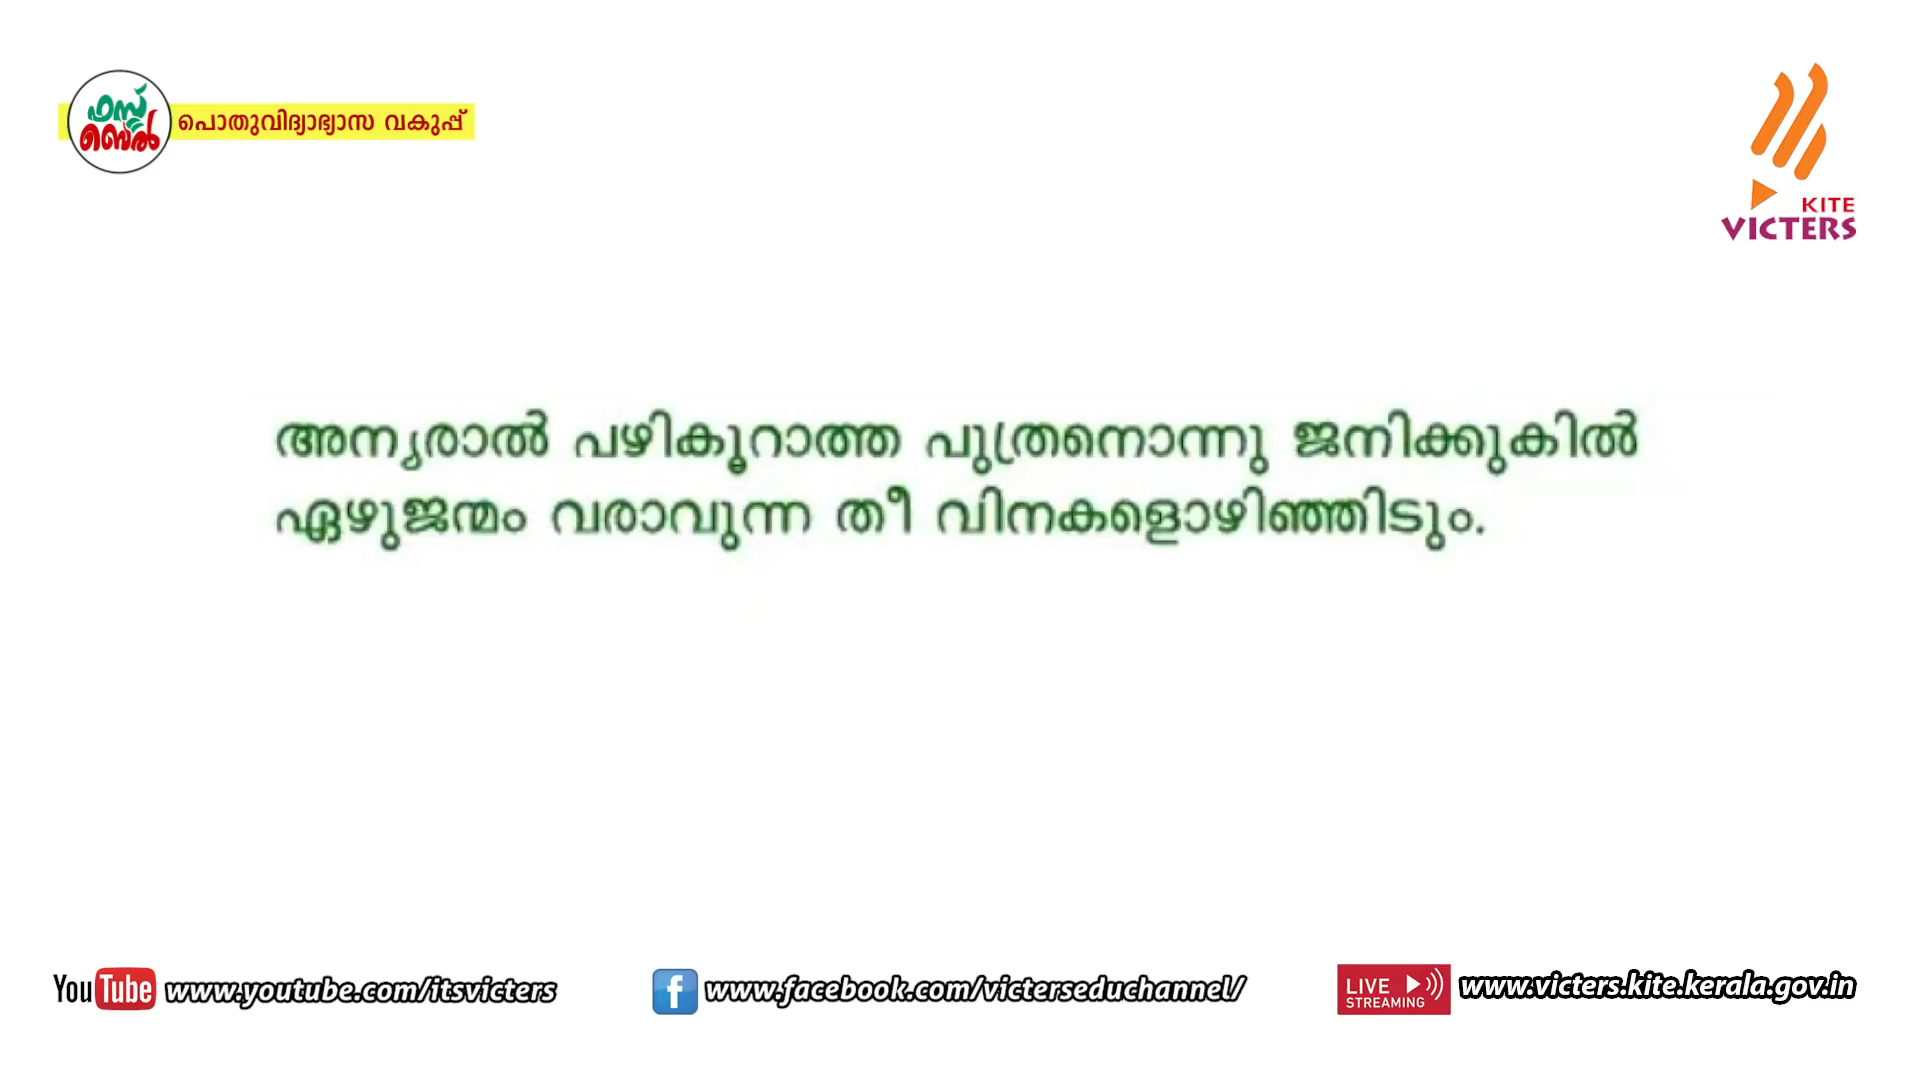 ഫസ്റ്റ്
ബെൽ
പൊതുവിദ്യാഭ്യാസ വകുപ്പ്
KITE
VICTERS
അന്യരാൽ പഴികൂറാത്ത പുത്രനൊന്നു ജനിക്കുകിൽ
ഏഴുജന്മം വരാവുന്ന തീ വിനകളൊഴിഞ്ഞിടും.
YouTube www.youtube.com/itsvicters
f www.facebook.com/victerseduchannel/
LIVE
STREAMING
www.victers.kite.kerala.gov.in